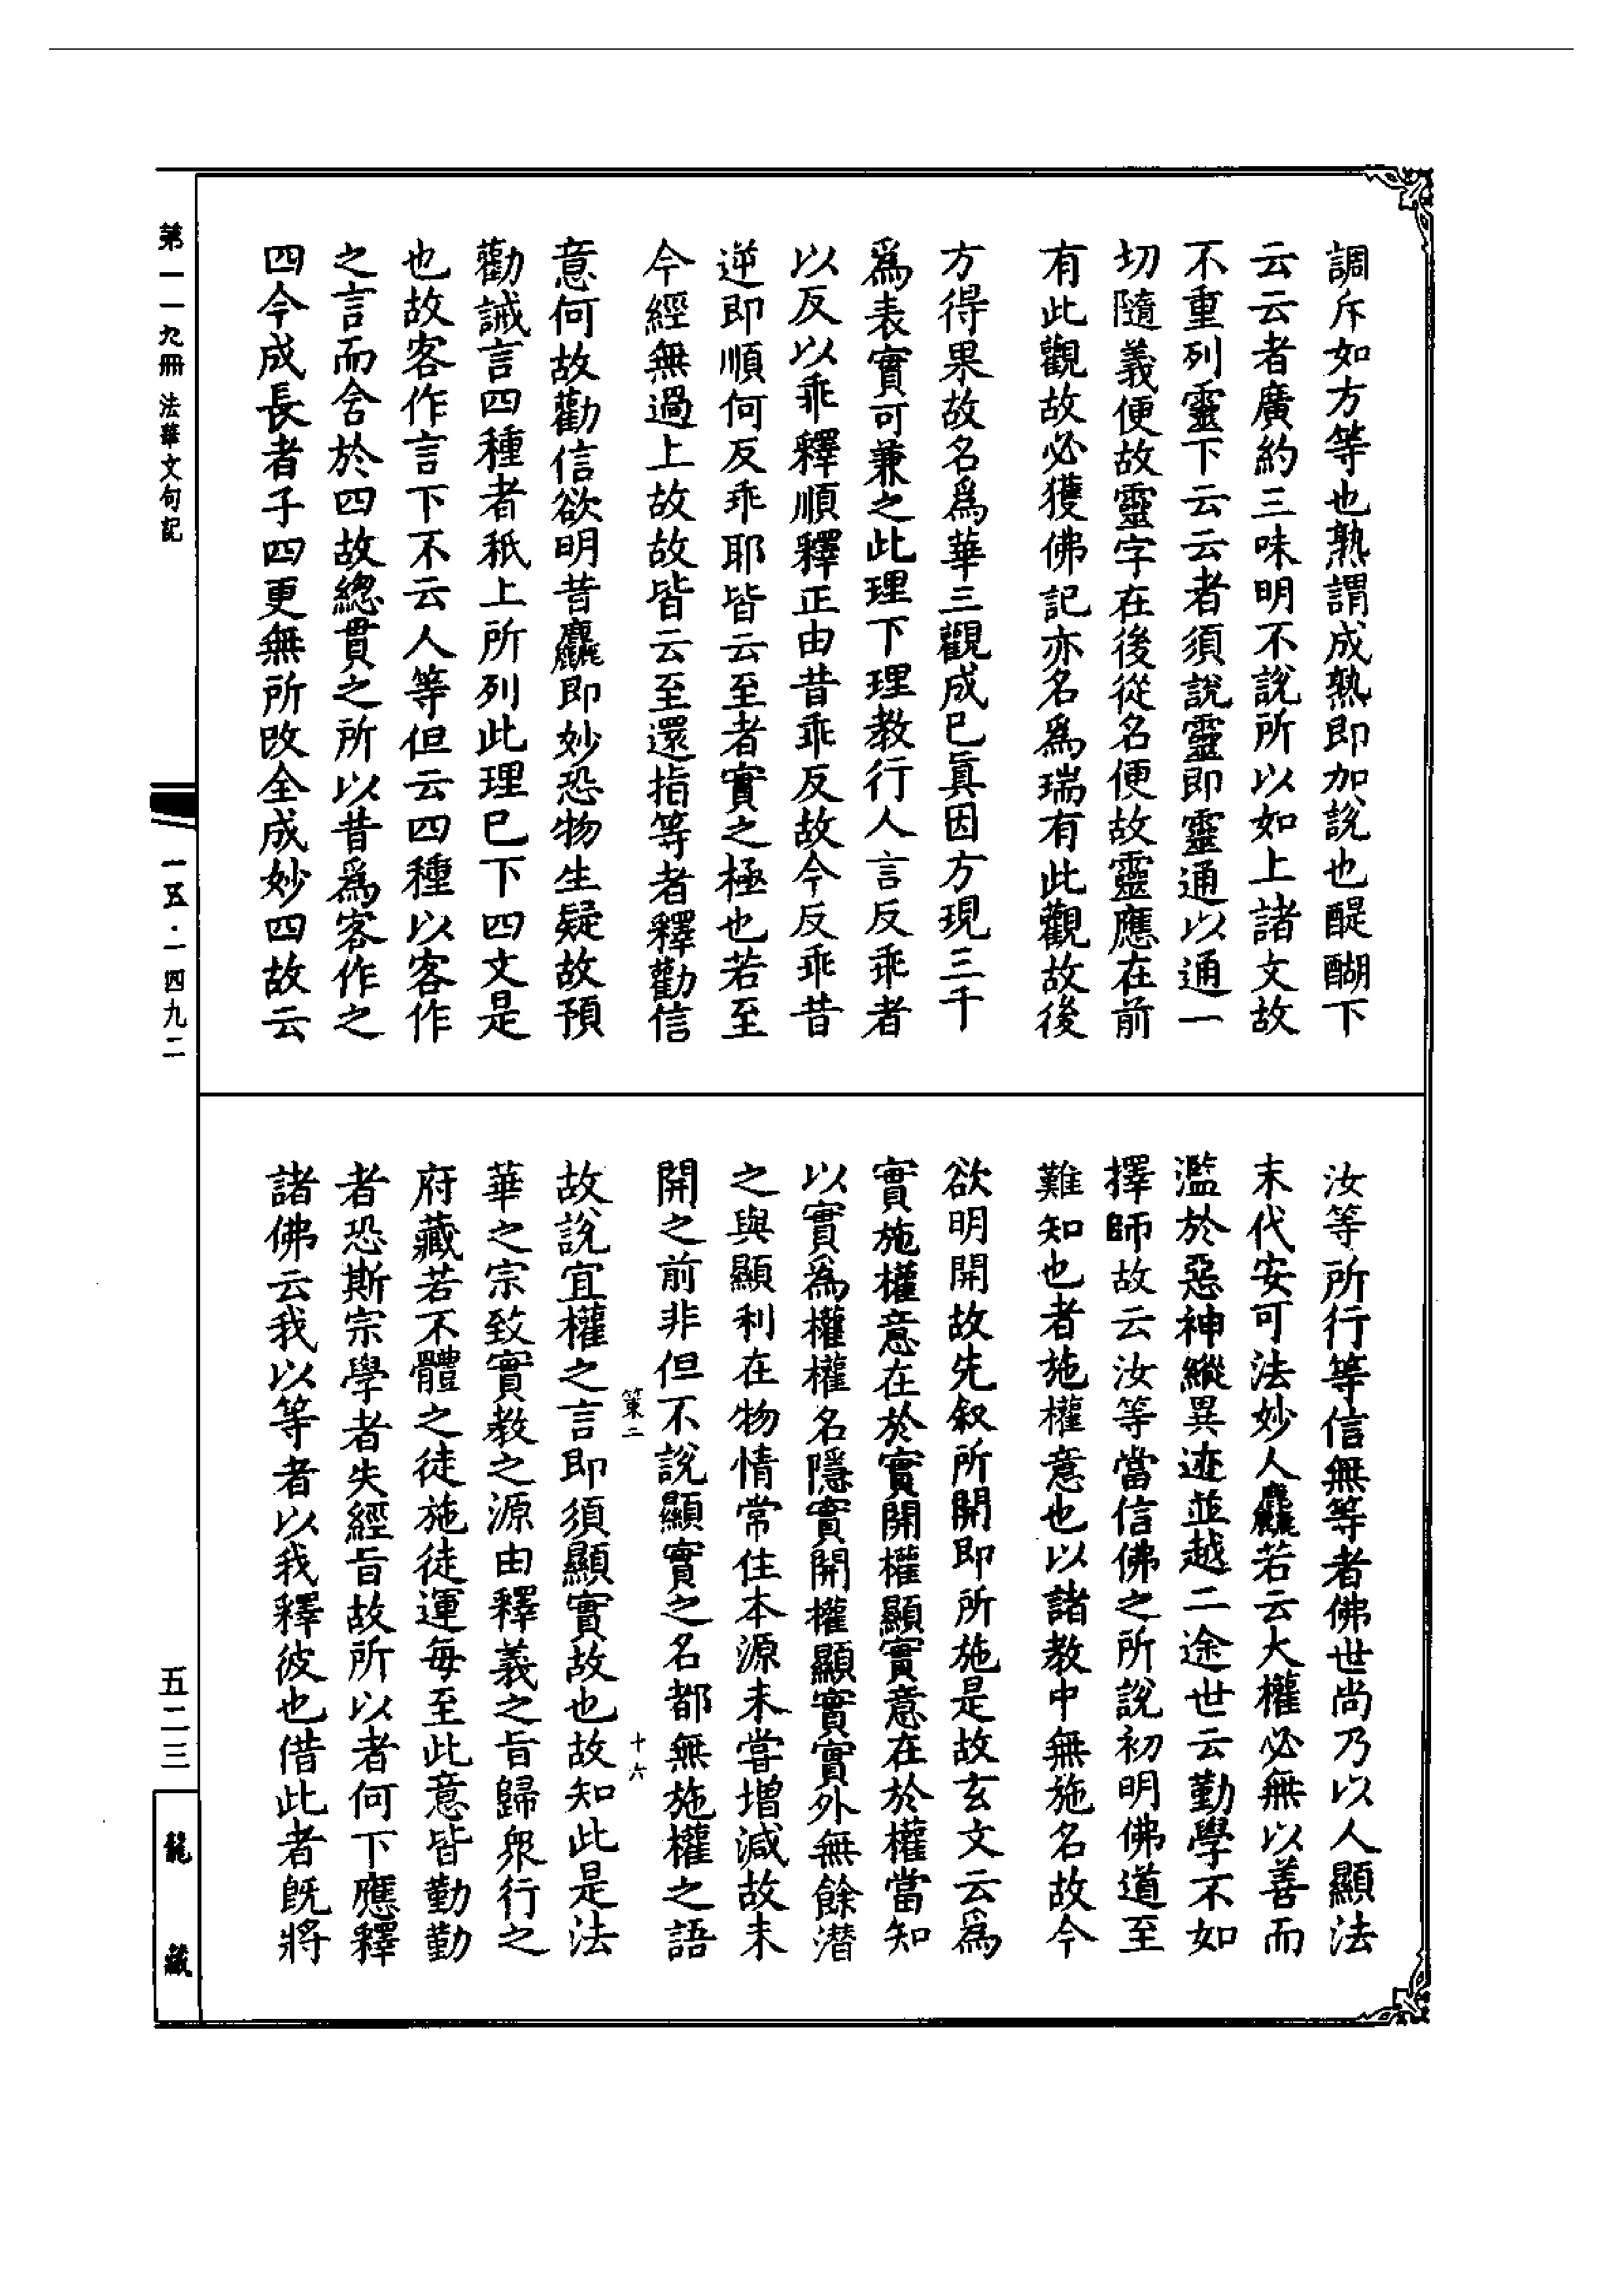 調斥如方等也熟謂成熟即加説也醍醐下
云云者廣約三味明不説所以如上諸文故
不重列靈下云云者須説靈即靈通以通一
切隨義便故靈字在後從名便故靈應在前
有此觀故必獲佛記亦名爲瑞有此觀故後
方得果故名爲華三觀成已眞因方現三千
爲表實可兼之此理下理教行人言反乖者
以反以乖釋順釋正由昔乖反故今反乖昔
逆即順何反乖耶皆云至者實之極也若至
今經無過上故故皆云至還指等者釋勸信
意何故勸信欲明昔麤即妙恐物生疑故預
勸誡言四種者秖上所列此理已下四文是
也故客作言下不云人等但云四種以客作
之言而含於四故總貫之所以昔爲客作之
四今成長者子四更無所改全成妙四故云
汝等所行等信無等者佛世尚乃以人顯法
末代安可法妙人麤若云大權必無以善而
濫於惡神縱異迹並越二途世云勤學不如
擇師故云汝等當信佛之所説初明佛道至
難知也者施權意也以諸教中無施名故今
欲明開故先叙所開即所施是故玄文云爲
實施權意在於實開權顯實意在於權當知
以實爲權權名隱實開權顯實實外無餘潛
之與顯利在物情常住本源未甞増減故未
開之前非但不説顯實之名都無施權之語
策二 十六
故説宜權之言即須顯實故也故知此是法
華之宗致實教之源由釋義之旨歸衆行之
府藏若不體之徒施徒運毎至此意皆勤勤
者恐斯宗學者失經旨故所以者何下應釋
諸佛云我以等者以我釋彼也借此者既將
第一一九冊 法華文句記
一五·一四九二
五二三
龍藏